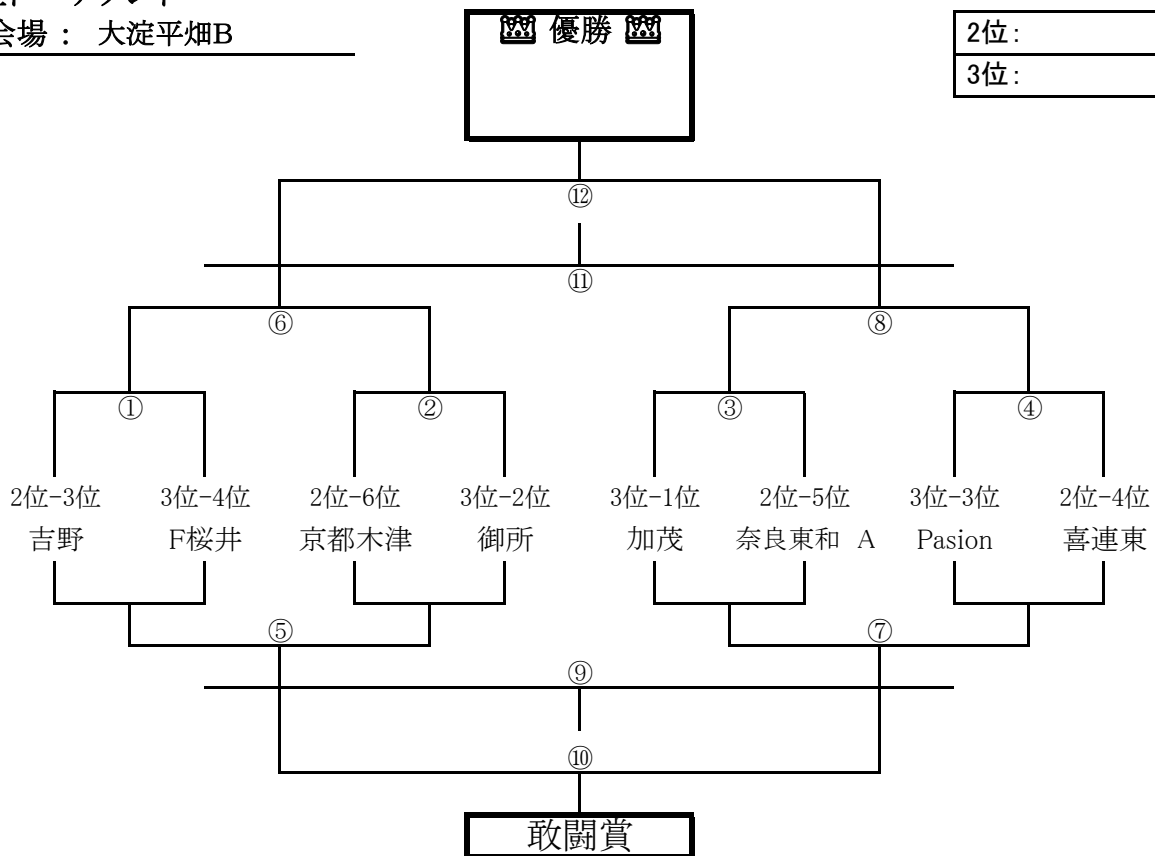 会場： 大淀平畑B
優勝
2位：
3位：
⑫
⑪
⑥ ⑧
① ② ③ ④
2位-3位 3位-4位 2位-6位 3位-2位 3位-1位 2位-5位 3位-3位 2位-4位
吉野 F桜井 京都木津 御所 加茂 奈良東和 A Pasion 喜連東
⑤ ⑦
⑨
⑩
敢闘賞